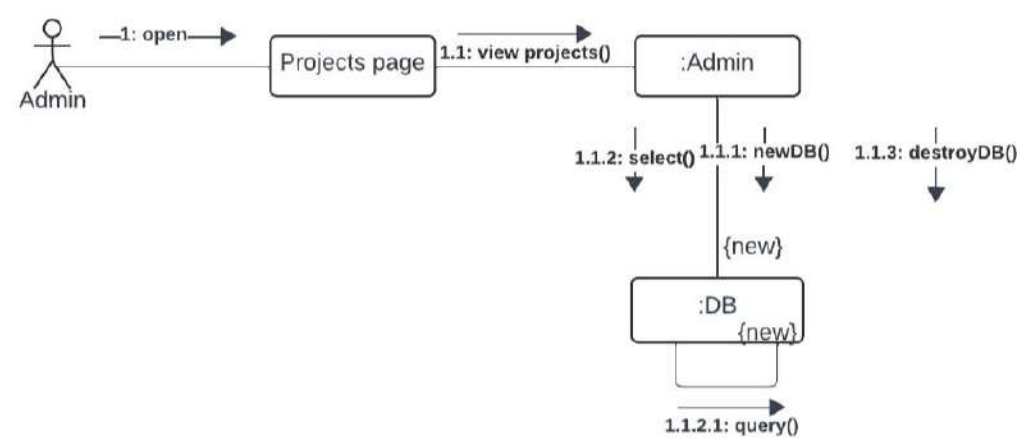 1: open
Admin
Projects page
1.1: view projects()
:Admin
1.1.2: select()
1.1.1: newDB()
1.1.3: destroyDB()
{new}
:DB
{new}
1.1.2.1: query()